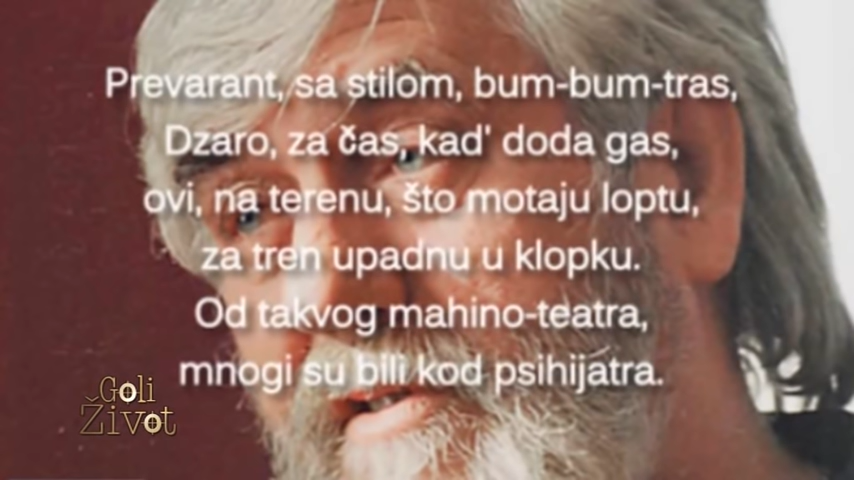 Prevarant, sa stilom, bum-bum-tras,
Dzaro, za čas, kad' doda gas,
ovi, na terenu, što motaju loptu,
za tren upadnu u klopku.
Od takvog mahino-teatra,
mnogi su bili kod psihijatra.
Goli
Život